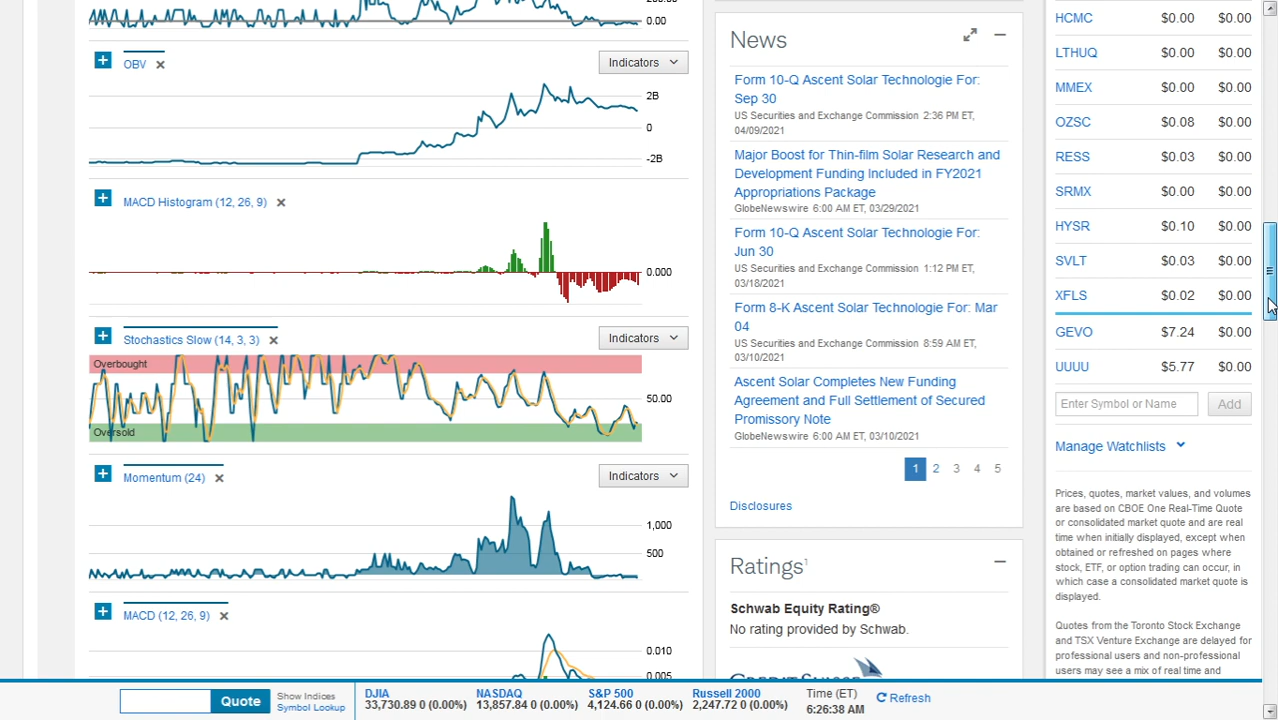 0.00
OBV
Indicators
2B
0
-2B
MACD Histogram (12, 26, 9)
0.000
Stochastics Slow (14, 3, 3)
Indicators
Overbought
50.00
Oversold
Momentum (24)
Indicators
1,000
500
MACD (12, 26, 9)
0.010
0.005
News
Form 10-Q Ascent Solar Technologie For:
Sep 30
US Securities and Exchange Commission 2:36 PM ET,
04/09/2021
Major Boost for Thin-film Solar Research and
Development Funding Included in FY2021
Appropriations Package
GlobeNewswire 6:00 AM ET, 03/29/2021
Form 10-Q Ascent Solar Technologie For:
Jun 30
US Securities and Exchange Commission 1:12 PM ET,
03/18/2021
Form 8-K Ascent Solar Technologie For: Mar
04
US Securities and Exchange Commission 8:59 AM ET,
03/10/2021
Ascent Solar Completes New Funding
Agreement and Full Settlement of Secured
Promissory Note
GlobeNewswire 6:00 AM ET, 03/10/2021
1 2 3 4 5
Disclosures
Ratings1
Schwab Equity Rating®
No rating provided by Schwab.
HCMC $0.00 $0.00
LTHUQ $0.00 $0.00
MMEX $0.00 $0.00
OZSC $0.08 $0.00
RESS $0.03 $0.00
SRMX $0.00 $0.00
HYSR $0.10 $0.00
SVLT $0.03 $0.00
XFLS $0.02 $0.00
GEVO $7.24 $0.00
UUUU $5.77 $0.00
Enter Symbol or Name Add
Manage Watchlists
Prices, quotes, market values, and volumes
are based on CBOE One Real-Time Quote
or consolidated market quote and are real
time when initially displayed, except when
obtained or refreshed on pages where
stock, ETF, or option trading can occur, in
which case a consolidated market quote is
displayed.
Quotes from the Toronto Stock Exchange
and TSX Venture Exchange are delayed for
professional users and non-professional
users may see a mix of real time and
Quote
Show Indices
Symbol Lookup
DJIA
33,730.89 0 (0.00%)
NASDAQ
13,857.84 0 (0.00%)
S&P 500
4,124.66 0 (0.00%)
Russell 2000
2,247.72 0 (0.00%)
Time (ET)
6:26:38 AM
Refresh